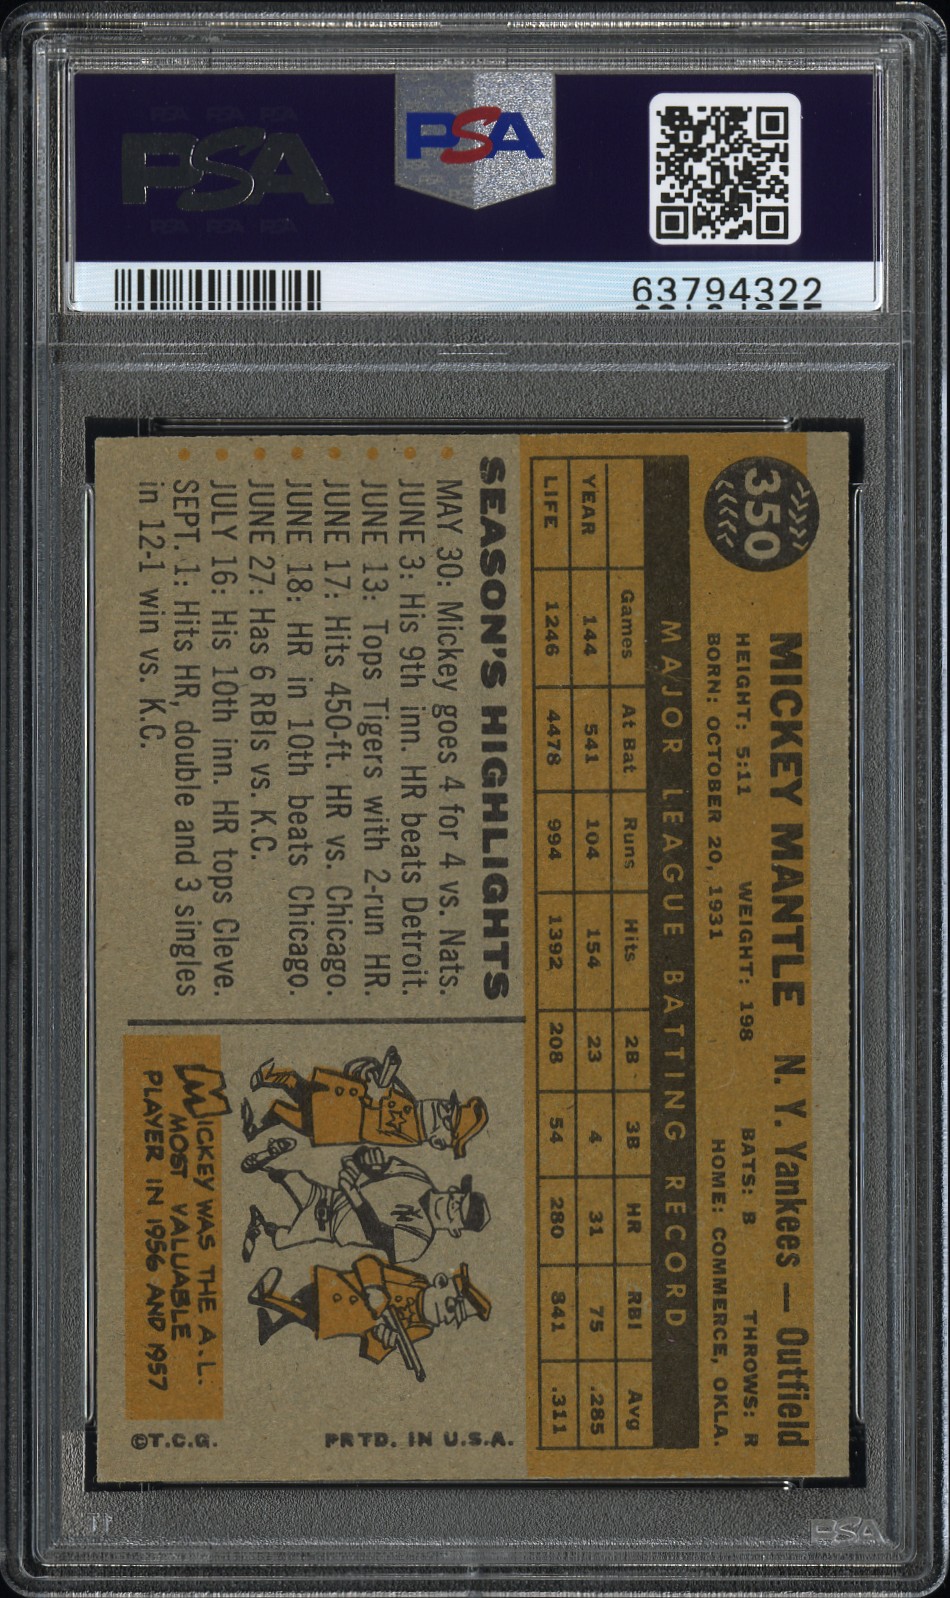 PSA PSA PSA
PSA
PSA PSA PSA
PSA
63794322
350
MICKEY MANTLE N. Y. Yankees — Outfield
HEIGHT: 5:11 WEIGHT: 198 BATS: B THROWS: R
BORN: OCTOBER 20, 1931 HOME: COMMERCE, OKLA.
MAJOR LEAGUE BATTING RECORD
Games At Bat Runs Hits 2B 3B HR RBI Avg
YEAR 144 541 104 154 23 4 31 75 .285
LIFE 1246 4478 994 1392 208 54 280 841 .311
SEASON'S HIGHLIGHTS
MAY 30: Mickey goes 4 for 4 vs. Nats.
JUNE 3: His 9th inn. HR beats Detroit.
JUNE 13: Tops Tigers with 2-run HR.
JUNE 17: Hits 450-ft. HR vs. Chicago.
JUNE 18: HR in 10th beats Chicago.
JUNE 27: Has 6 RBIs vs. K.C.
JULY 16: His 10th inn. HR tops Cleve.
SEPT. 1: Hits HR, double and 3 singles
in 12-1 win vs. K.C.
M
NY
M
MICKEY WAS THE A.L.
MOST VALUABLE
PLAYER IN 1956 AND 1957
©T.C.G. PRTD. IN U.S.A.
PSA